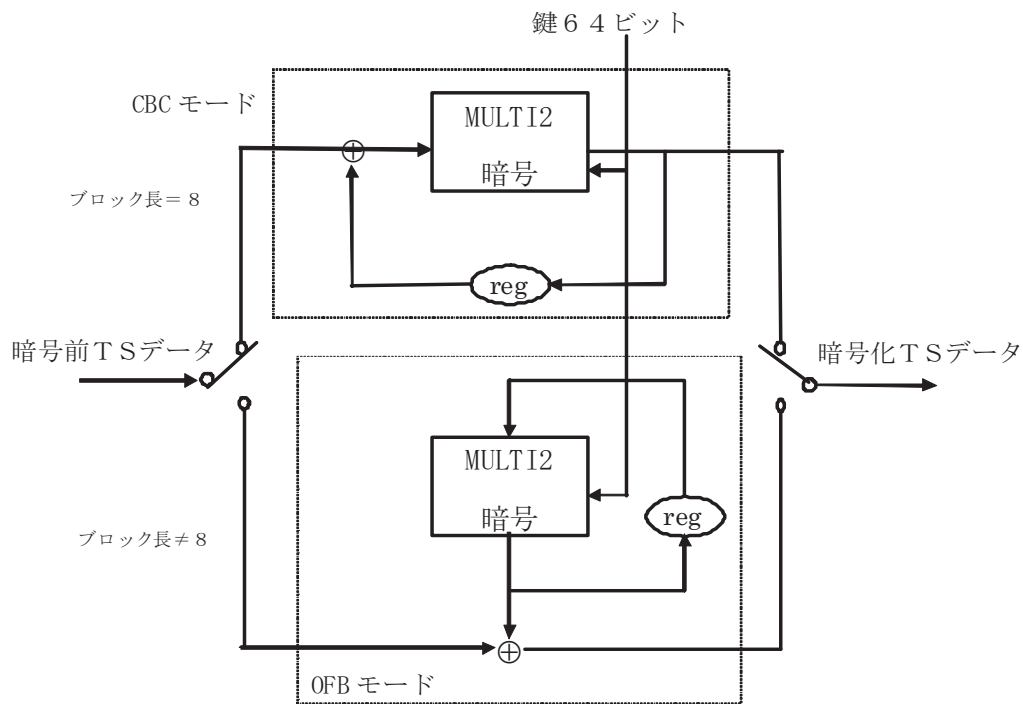 鍵６４ビット
CBC モード
MULTI2
暗号
ブロック長＝８
reg
暗号前ＴＳデータ
暗号化ＴＳデータ
MULTI2
暗号
reg
ブロック長≠８
OFB モード